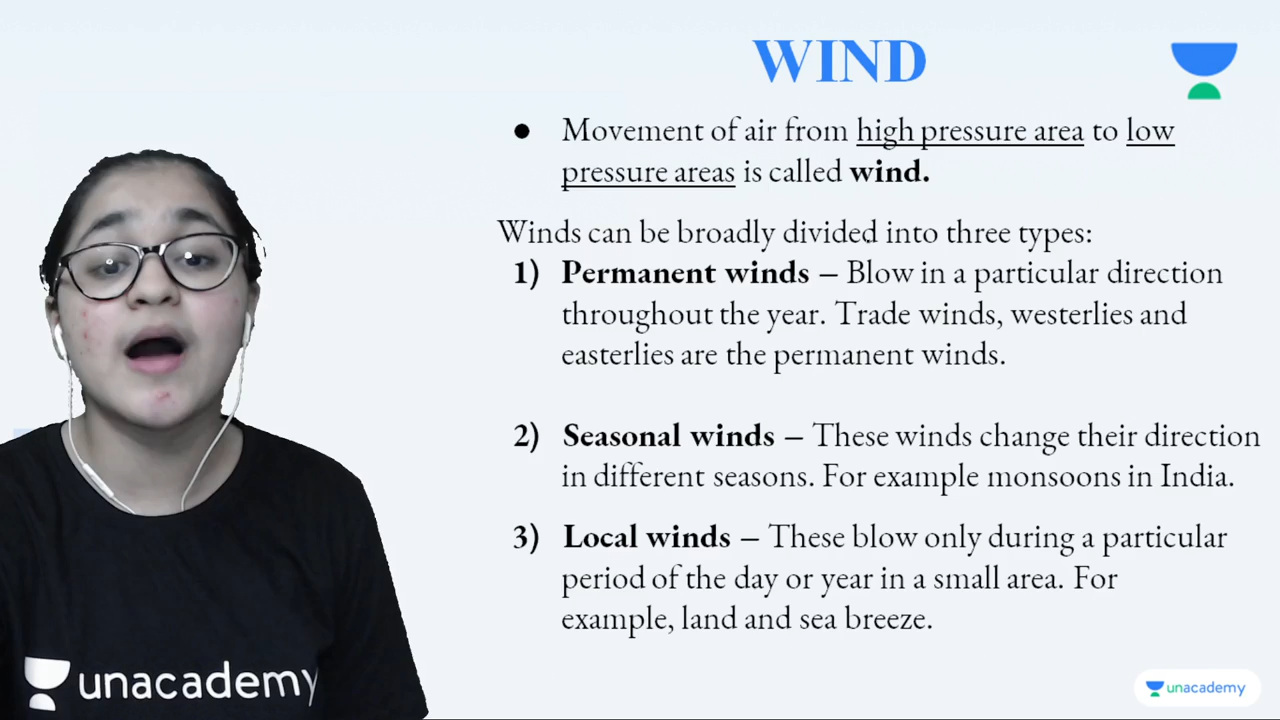 WIND
● Movement of air from high pressure area to low
pressure areas is called wind.
Winds can be broadly divided into three types:
1) Permanent winds – Blow in a particular direction
throughout the year. Trade winds, westerlies and
easterlies are the permanent winds.
2) Seasonal winds – These winds change their direction
in different seasons. For example monsoons in India.
3) Local winds – These blow only during a particular
period of the day or year in a small area. For
example, land and sea breeze.
unacademy
unacademy